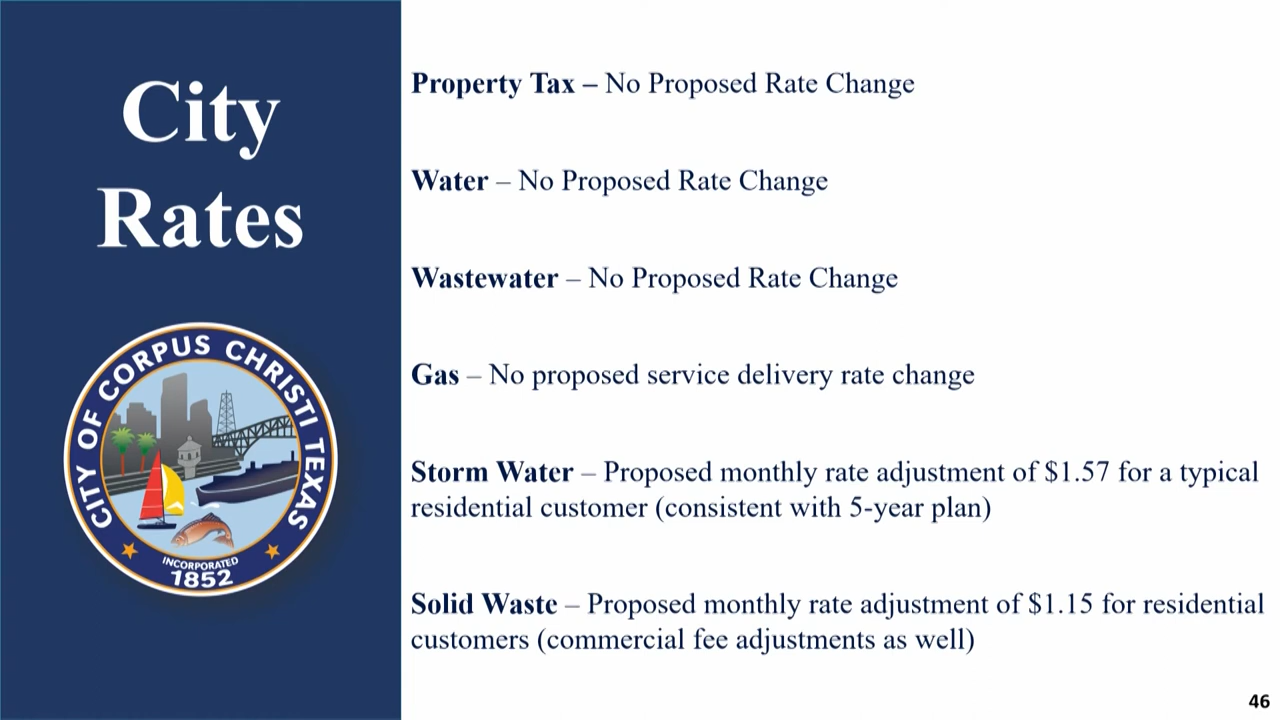 City
Rates
CITY OF CORPUS CHRISTI TEXAS
INCORPORATED
1852
Property Tax – No Proposed Rate Change
Water – No Proposed Rate Change
Wastewater – No Proposed Rate Change
Gas – No proposed service delivery rate change
Storm Water – Proposed monthly rate adjustment of $1.57 for a typical
residential customer (consistent with 5-year plan)
Solid Waste – Proposed monthly rate adjustment of $1.15 for residential
customers (commercial fee adjustments as well)
46